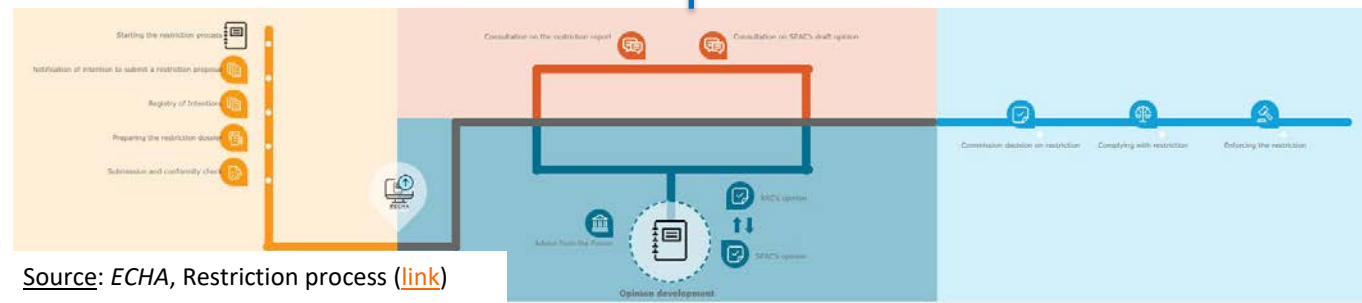 Starting the restriction process
Notification of intention to submit a restriction proposal
Registry of Intentions
Preparing the restriction dossier
Submission and conformity check
ECHA
Consultation on the restriction report
Consultation on SEAC's draft opinion
Advice from the Forum
RAC's opinion
SEAC's opinion
Opinion development
Commission decision on restriction
Complying with restriction
Enforcing the restriction
Source: ECHA, Restriction process (link)